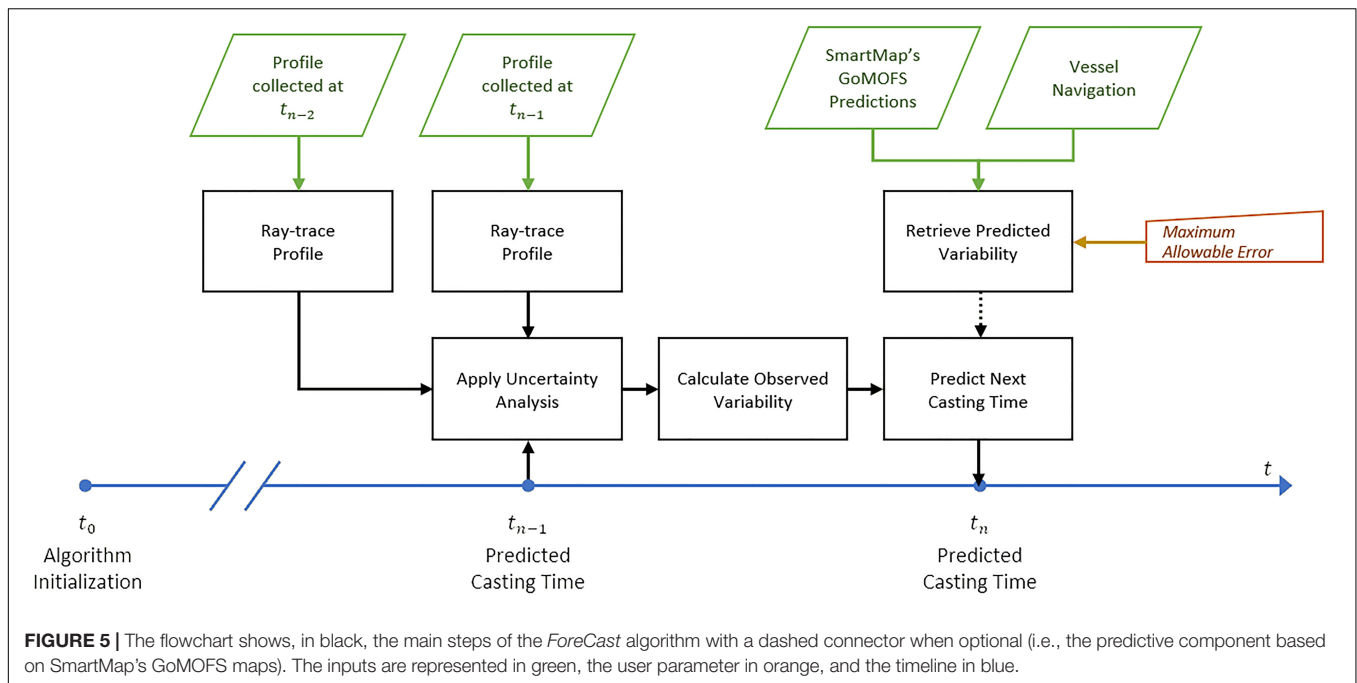 Profile
collected at
t_{n−2}
Profile
collected at
t_{n−1}
SmartMap's
GoMOFS
Predictions
Vessel
Navigation
Ray-trace
Profile
Ray-trace
Profile
Retrieve Predicted
Variability
Maximum
Allowable Error
Apply Uncertainty
Analysis
Calculate Observed
Variability
Predict Next
Casting Time
t
t_0
Algorithm
Initialization
t_{n−1}
Predicted
Casting Time
t_n
Predicted
Casting Time
FIGURE 5 | The flowchart shows, in black, the main steps of the ForeCast algorithm with a dashed connector when optional (i.e., the predictive component based
on SmartMap's GoMOFS maps). The inputs are represented in green, the user parameter in orange, and the timeline in blue.